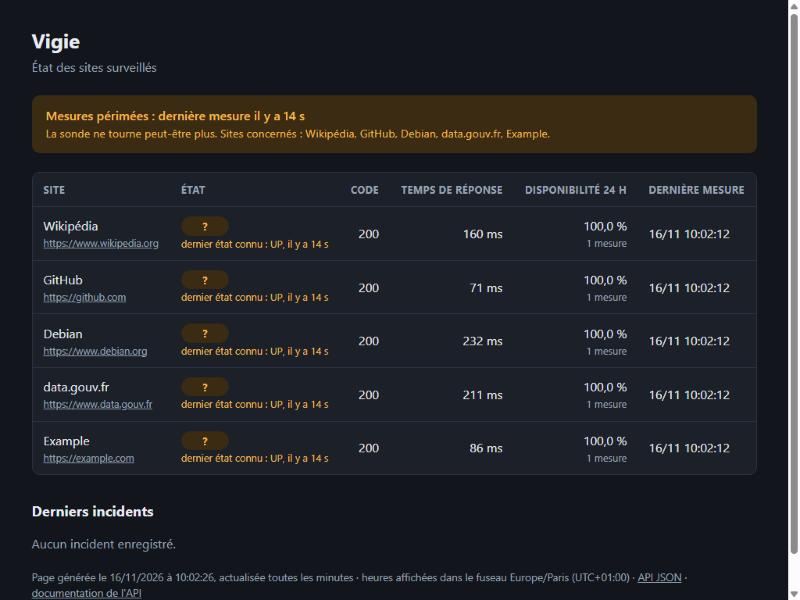 Vigie
État des sites surveillés
Mesures périmées : dernière mesure il y a 14 s
La sonde ne tourne peut-être plus. Sites concernés : Wikipédia, GitHub, Debian, data.gouv.fr, Example.
SITE ÉTAT CODE TEMPS DE RÉPONSE DISPONIBILITÉ 24 H DERNIÈRE MESURE
Wikipédia ? 200 160 ms 100,0 % 16/11 10:02:12
https://www.wikipedia.org dernier état connu : UP, il y a 14 s 1 mesure
GitHub ? 200 71 ms 100,0 % 16/11 10:02:12
https://github.com dernier état connu : UP, il y a 14 s 1 mesure
Debian ? 200 232 ms 100,0 % 16/11 10:02:12
https://www.debian.org dernier état connu : UP, il y a 14 s 1 mesure
data.gouv.fr ? 200 211 ms 100,0 % 16/11 10:02:12
https://www.data.gouv.fr dernier état connu : UP, il y a 14 s 1 mesure
Example ? 200 86 ms 100,0 % 16/11 10:02:12
https://example.com dernier état connu : UP, il y a 14 s 1 mesure
Derniers incidents
Aucun incident enregistré.
Page générée le 16/11/2026 à 10:02:26, actualisée toutes les minutes · heures affichées dans le fuseau Europe/Paris (UTC+01:00) · API JSON ·
documentation de l'API